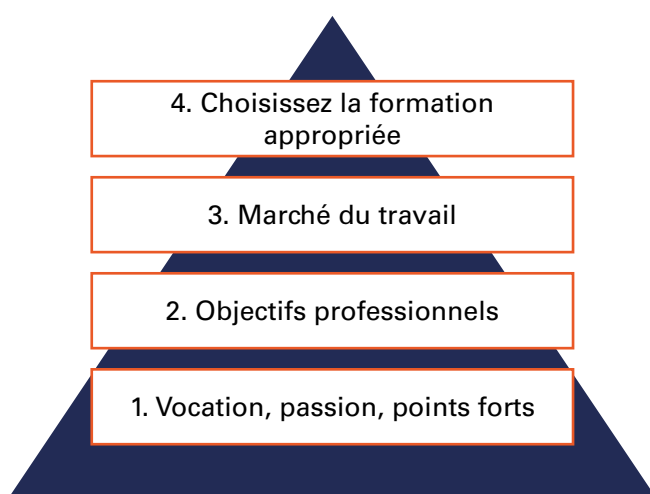 4. Choisissez la formation
appropriée
3. Marché du travail
2. Objectifs professionnels
1. Vocation, passion, points forts